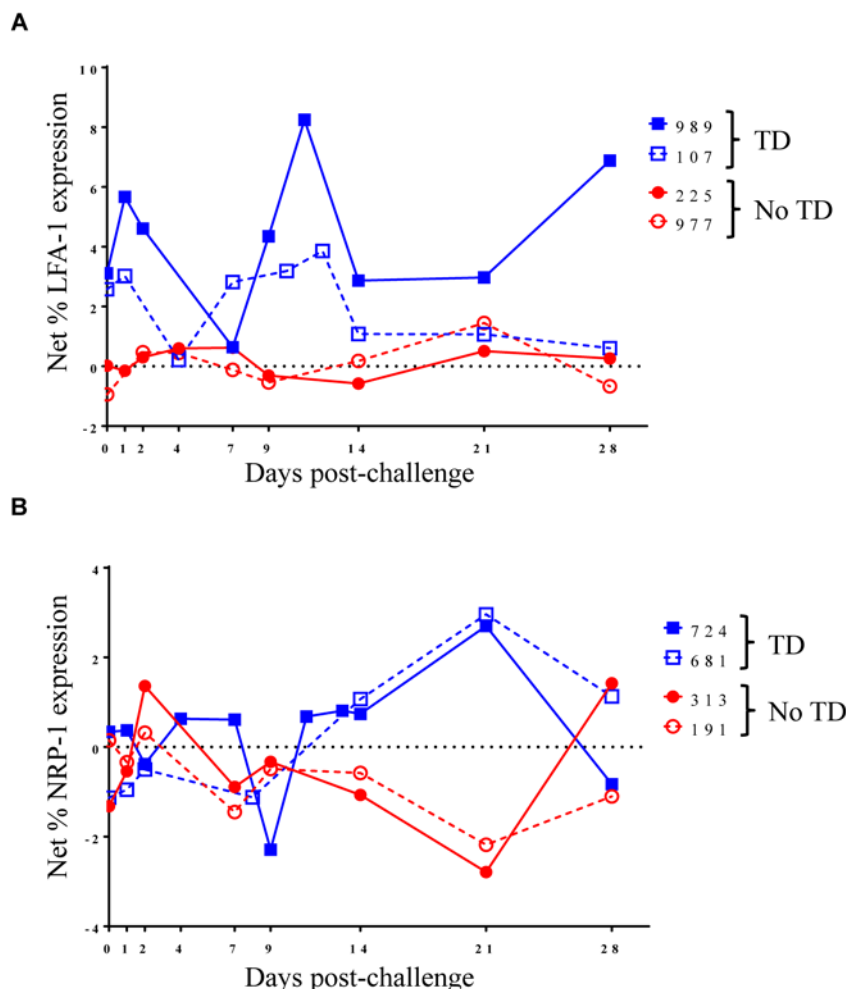 A
Net % LFA-1 expression
10
8
6
4
2
0
-2
0 1 2 4 7 9 14 21 28
Days post-challenge
989
107
TD
225
977
No TD
B
Net % NRP-1 expression
4
2
0
-2
-4
0 1 2 4 7 9 14 21 28
Days post-challenge
724
681
TD
313
191
No TD